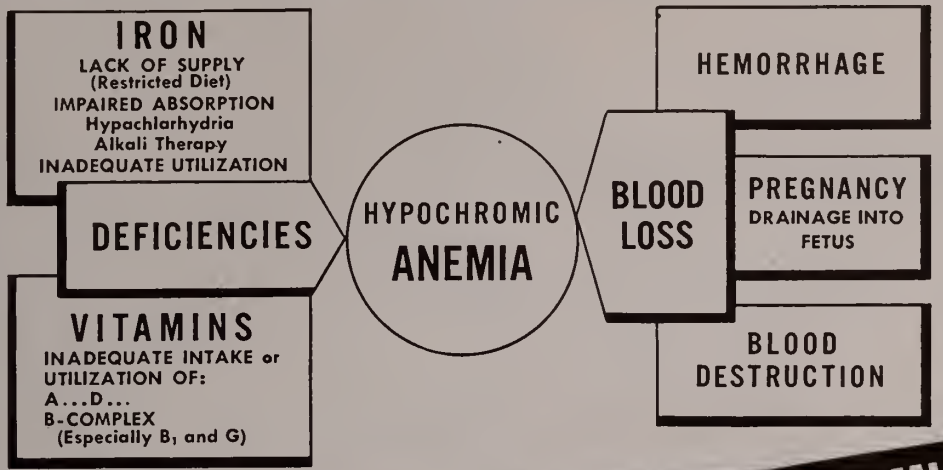 IRON
LACK OF SUPPLY
(Restricted Diet)
IMPAIRED ABSORPTION
Hypachlarhydria
Alkali Therapy
INADEQUATE UTILIZATION
DEFICIENCIES
VITAMINS
INADEQUATE INTAKE or
UTILIZATION OF:
A...D...
B-COMPLEX
(Especially B₁ and G)
HYPOCHROMIC
ANEMIA
BLOOD
LOSS
HEMORRHAGE
PREGNANCY
DRAINAGE INTO
FETUS
BLOOD
DESTRUCTION